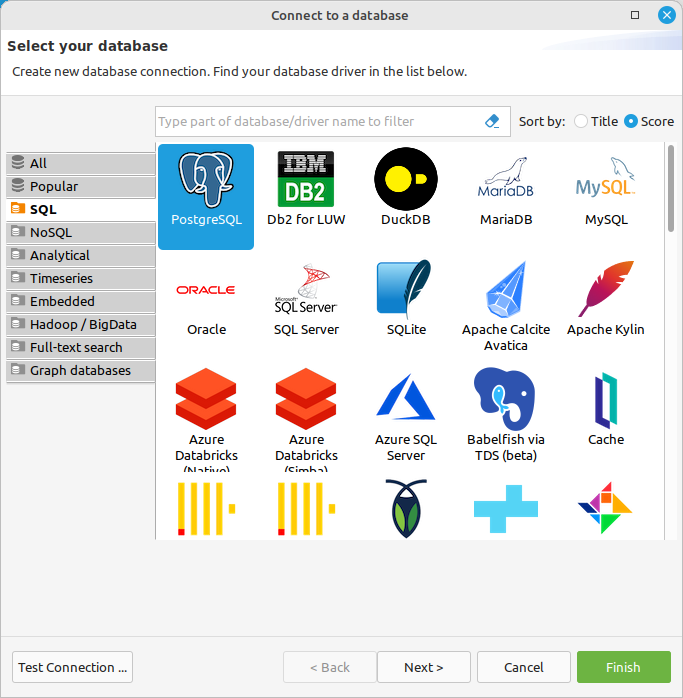 Connect to a database
Select your database
Create new database connection. Find your database driver in the list below.
Type part of database/driver name to filter
Sort by: Title Score
All
Popular
SQL
NoSQL
Analytical
Timeseries
Embedded
Hadoop / BigData
Full-text search
Graph databases
PostgreSQL
IBM
DB2
Db2 for LUW
DuckDB
MariaDB
MariaDB
MySQL
MySQL
ORACLE
Oracle
Microsoft
SQL Server
SQL Server
SQLite
Apache Calcite
Avatica
Apache Kylin
Azure
Databricks
(Native)
Azure
Databricks
(Simba)
Azure SQL
Server
Babelfish via
TDS (beta)
Cache
Test Connection ...
< Back
Next >
Cancel
Finish